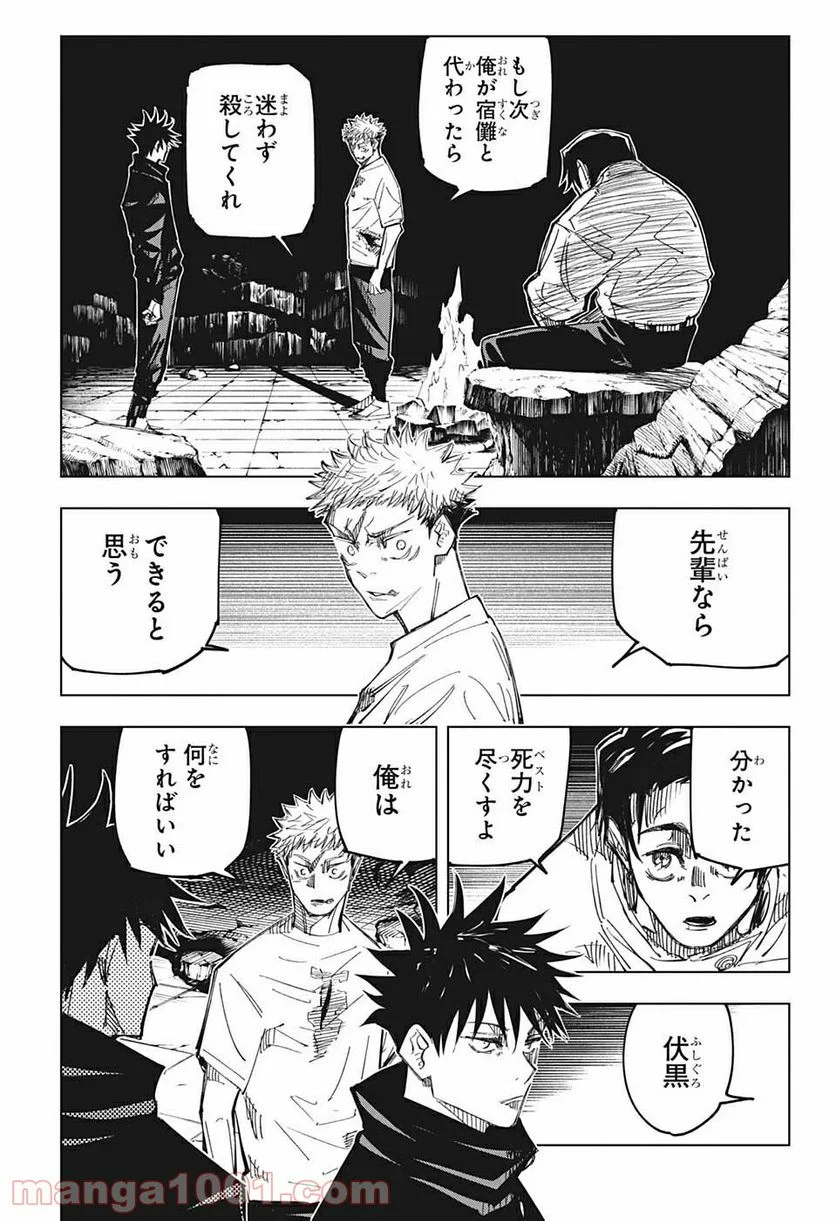 もし次
俺が宿儺と
代わったら
迷わず
殺してくれ
先輩なら
できると
思う
分かった
死力を
尽くすよ
伏黒
俺は
何を
すればいい
manga1001.com